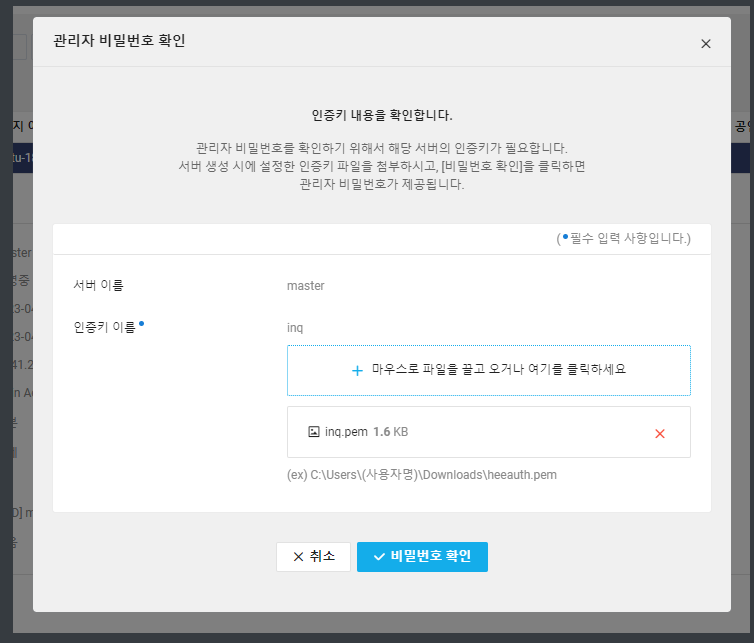 관리자 비밀번호 확인
인증키 내용을 확인합니다.
관리자 비밀번호를 확인하기 위해서 해당 서버의 인증키가 필요합니다.
서버 생성 시에 설정한 인증키 파일을 첨부하시고, [비밀번호 확인]을 클릭하면
관리자 비밀번호가 제공됩니다.
( • 필수 입력 사항입니다.)
서버 이름 master
인증키 이름 • inq
+ 마우스로 파일을 끌고 오거나 여기를 클릭하세요
inq.pem 1.6 KB
(ex) C:\Users\(사용자명)\Downloads\heeauth.pem
취소 비밀번호 확인